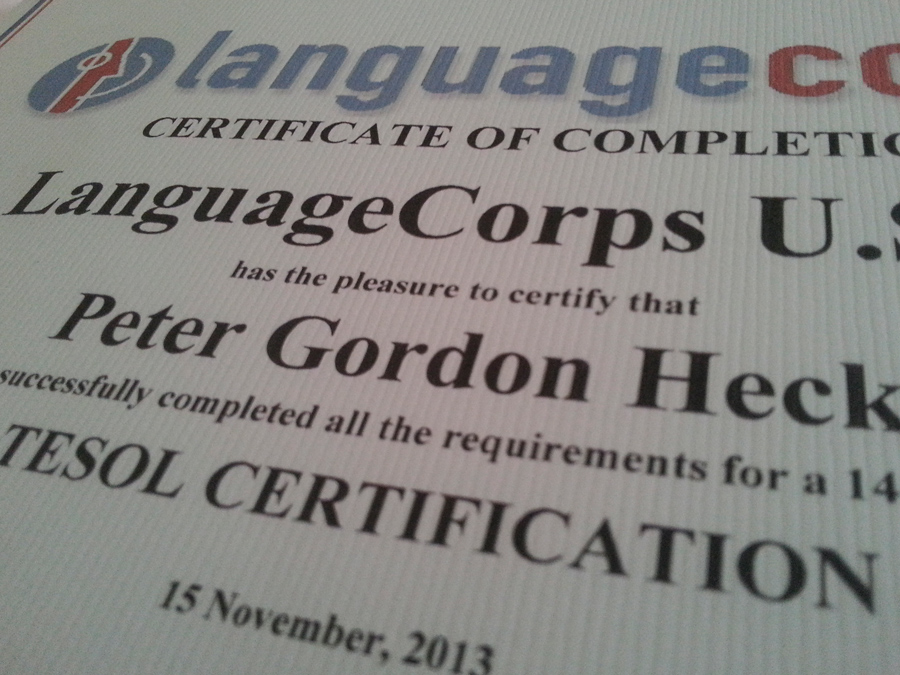 languageco
CERTIFICATE OF COMPLETIO
LanguageCorps U.S
has the pleasure to certify that
Peter Gordon Heck
successfully completed all the requirements for a 14
TESOL CERTIFICATION
15 November, 2013